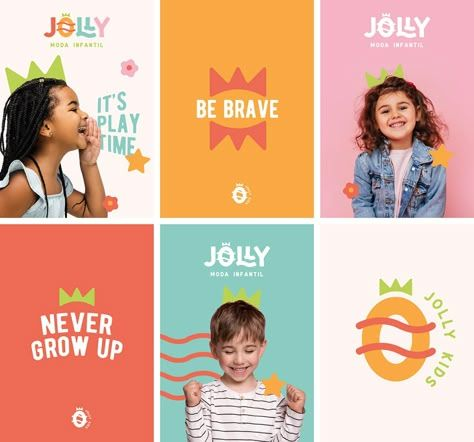 JOLLY
MODA INFANTIL
IT'S
PLAY
TIME
BE BRAVE
JOLLY
MODA INFANTIL
NEVER
GROW UP
JOLLY
MODA INFANTIL
JOLLY KIDS